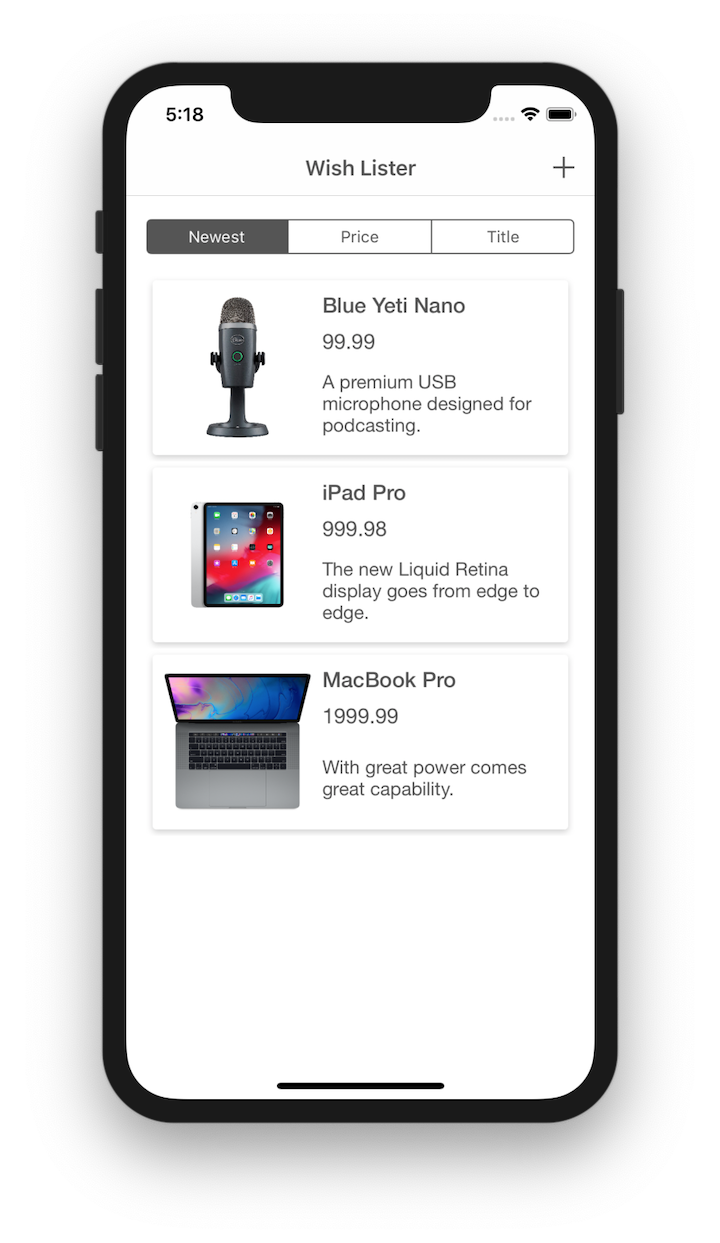 5:18
Wish Lister
Newest Price Title
Blue Yeti Nano
99.99
A premium USB
microphone designed for
podcasting.
iPad Pro
999.98
The new Liquid Retina
display goes from edge to
edge.
MacBook Pro
1999.99
With great power comes
great capability.